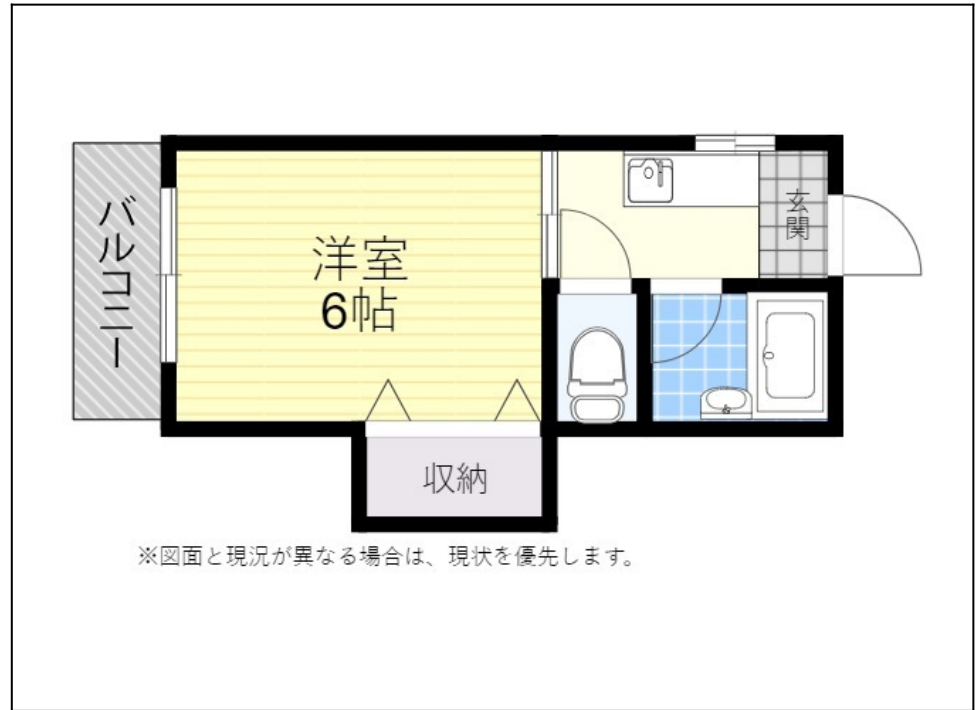 バルコニー
洋室
6帖
玄関
収納
※図面と現況が異なる場合は、現状を優先します。